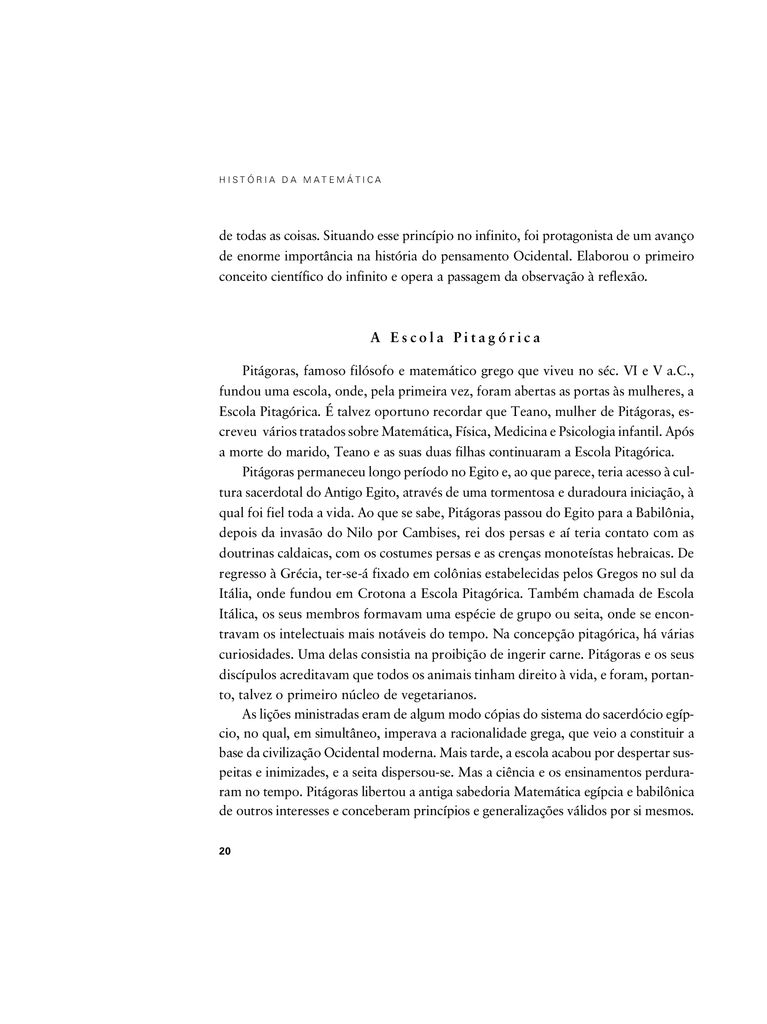 HISTÓRIA DA MATEMÁTICA
de todas as coisas. Situando esse princípio no infinito, foi protagonista de um avanço
de enorme importância na história do pensamento Ocidental. Elaborou o primeiro
conceito científico do infinito e opera a passagem da observação à reflexão.
A Escola Pitagórica
Pitágoras, famoso filósofo e matemático grego que viveu no séc. VI e V a.C.,
fundou uma escola, onde, pela primeira vez, foram abertas as portas às mulheres, a
Escola Pitagórica. É talvez oportuno recordar que Teano, mulher de Pitágoras, es-
creveu vários tratados sobre Matemática, Física, Medicina e Psicologia infantil. Após
a morte do marido, Teano e as suas duas filhas continuaram a Escola Pitagórica.
Pitágoras permaneceu longo período no Egito e, ao que parece, teria acesso à cul-
tura sacerdotal do Antigo Egito, através de uma tormentosa e duradoura iniciação, à
qual foi fiel toda a vida. Ao que se sabe, Pitágoras passou do Egito para a Babilônia,
depois da invasão do Nilo por Cambises, rei dos persas e aí teria contato com as
doutrinas caldaicas, com os costumes persas e as crenças monoteístas hebraicas. De
regresso à Grécia, ter-se-á fixado em colônias estabelecidas pelos Gregos no sul da
Itália, onde fundou em Crotona a Escola Pitagórica. Também chamada de Escola
Itálica, os seus membros formavam uma espécie de grupo ou seita, onde se encon-
travam os intelectuais mais notáveis do tempo. Na concepção pitagórica, há várias
curiosidades. Uma delas consistia na proibição de ingerir carne. Pitágoras e os seus
discípulos acreditavam que todos os animais tinham direito à vida, e foram, portan-
to, talvez o primeiro núcleo de vegetarianos.
As lições ministradas eram de algum modo cópias do sistema do sacerdócio egíp-
cio, no qual, em simultâneo, imperava a racionalidade grega, que veio a constituir a
base da civilização Ocidental moderna. Mais tarde, a escola acabou por despertar sus-
peitas e inimizades, e a seita dispersou-se. Mas a ciência e os ensinamentos perdura-
ram no tempo. Pitágoras libertou a antiga sabedoria Matemática egípcia e babilônica
de outros interesses e conceberam princípios e generalizações válidos por si mesmos.
20